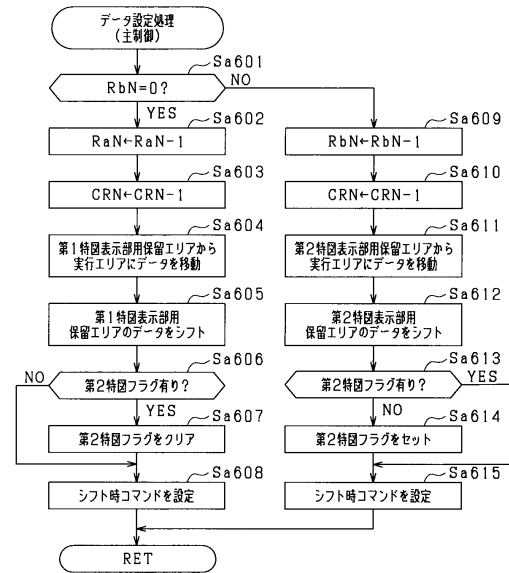 データ設定処理
(主制御)
Sa601
RbN=0?
NO
YES
Sa602
RaN←RaN-1
Sa603
CRN←CRN-1
Sa604
第1特図表示部用保留エリアから
実行エリアにデータを移動
Sa605
第1特図表示部用
保留エリアのデータをシフト
Sa606
NO
第2特図フラグ有り?
YES
Sa607
第2特図フラグをクリア
Sa608
シフト時コマンドを設定
RET
Sa609
RbN←RbN-1
Sa610
CRN←CRN-1
Sa611
第2特図表示部用保留エリアから
実行エリアにデータを移動
Sa612
第2特図表示部用
保留エリアのデータをシフト
Sa613
第2特図フラグ有り?
YES
NO
Sa614
第2特図フラグをセット
Sa615
シフト時コマンドを設定